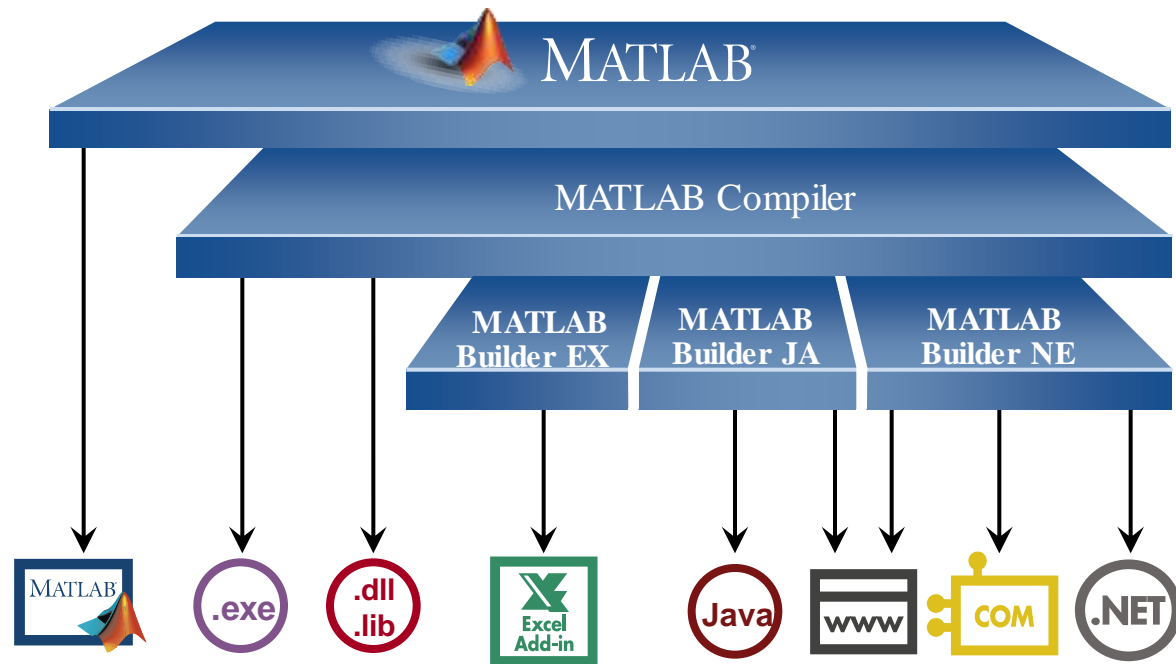 MATLAB®
MATLAB Compiler
MATLAB
Builder EX
MATLAB
Builder JA
MATLAB
Builder NE
MATLAB
.exe
.dll
.lib
Excel
Add-in
Java
www
COM
.NET